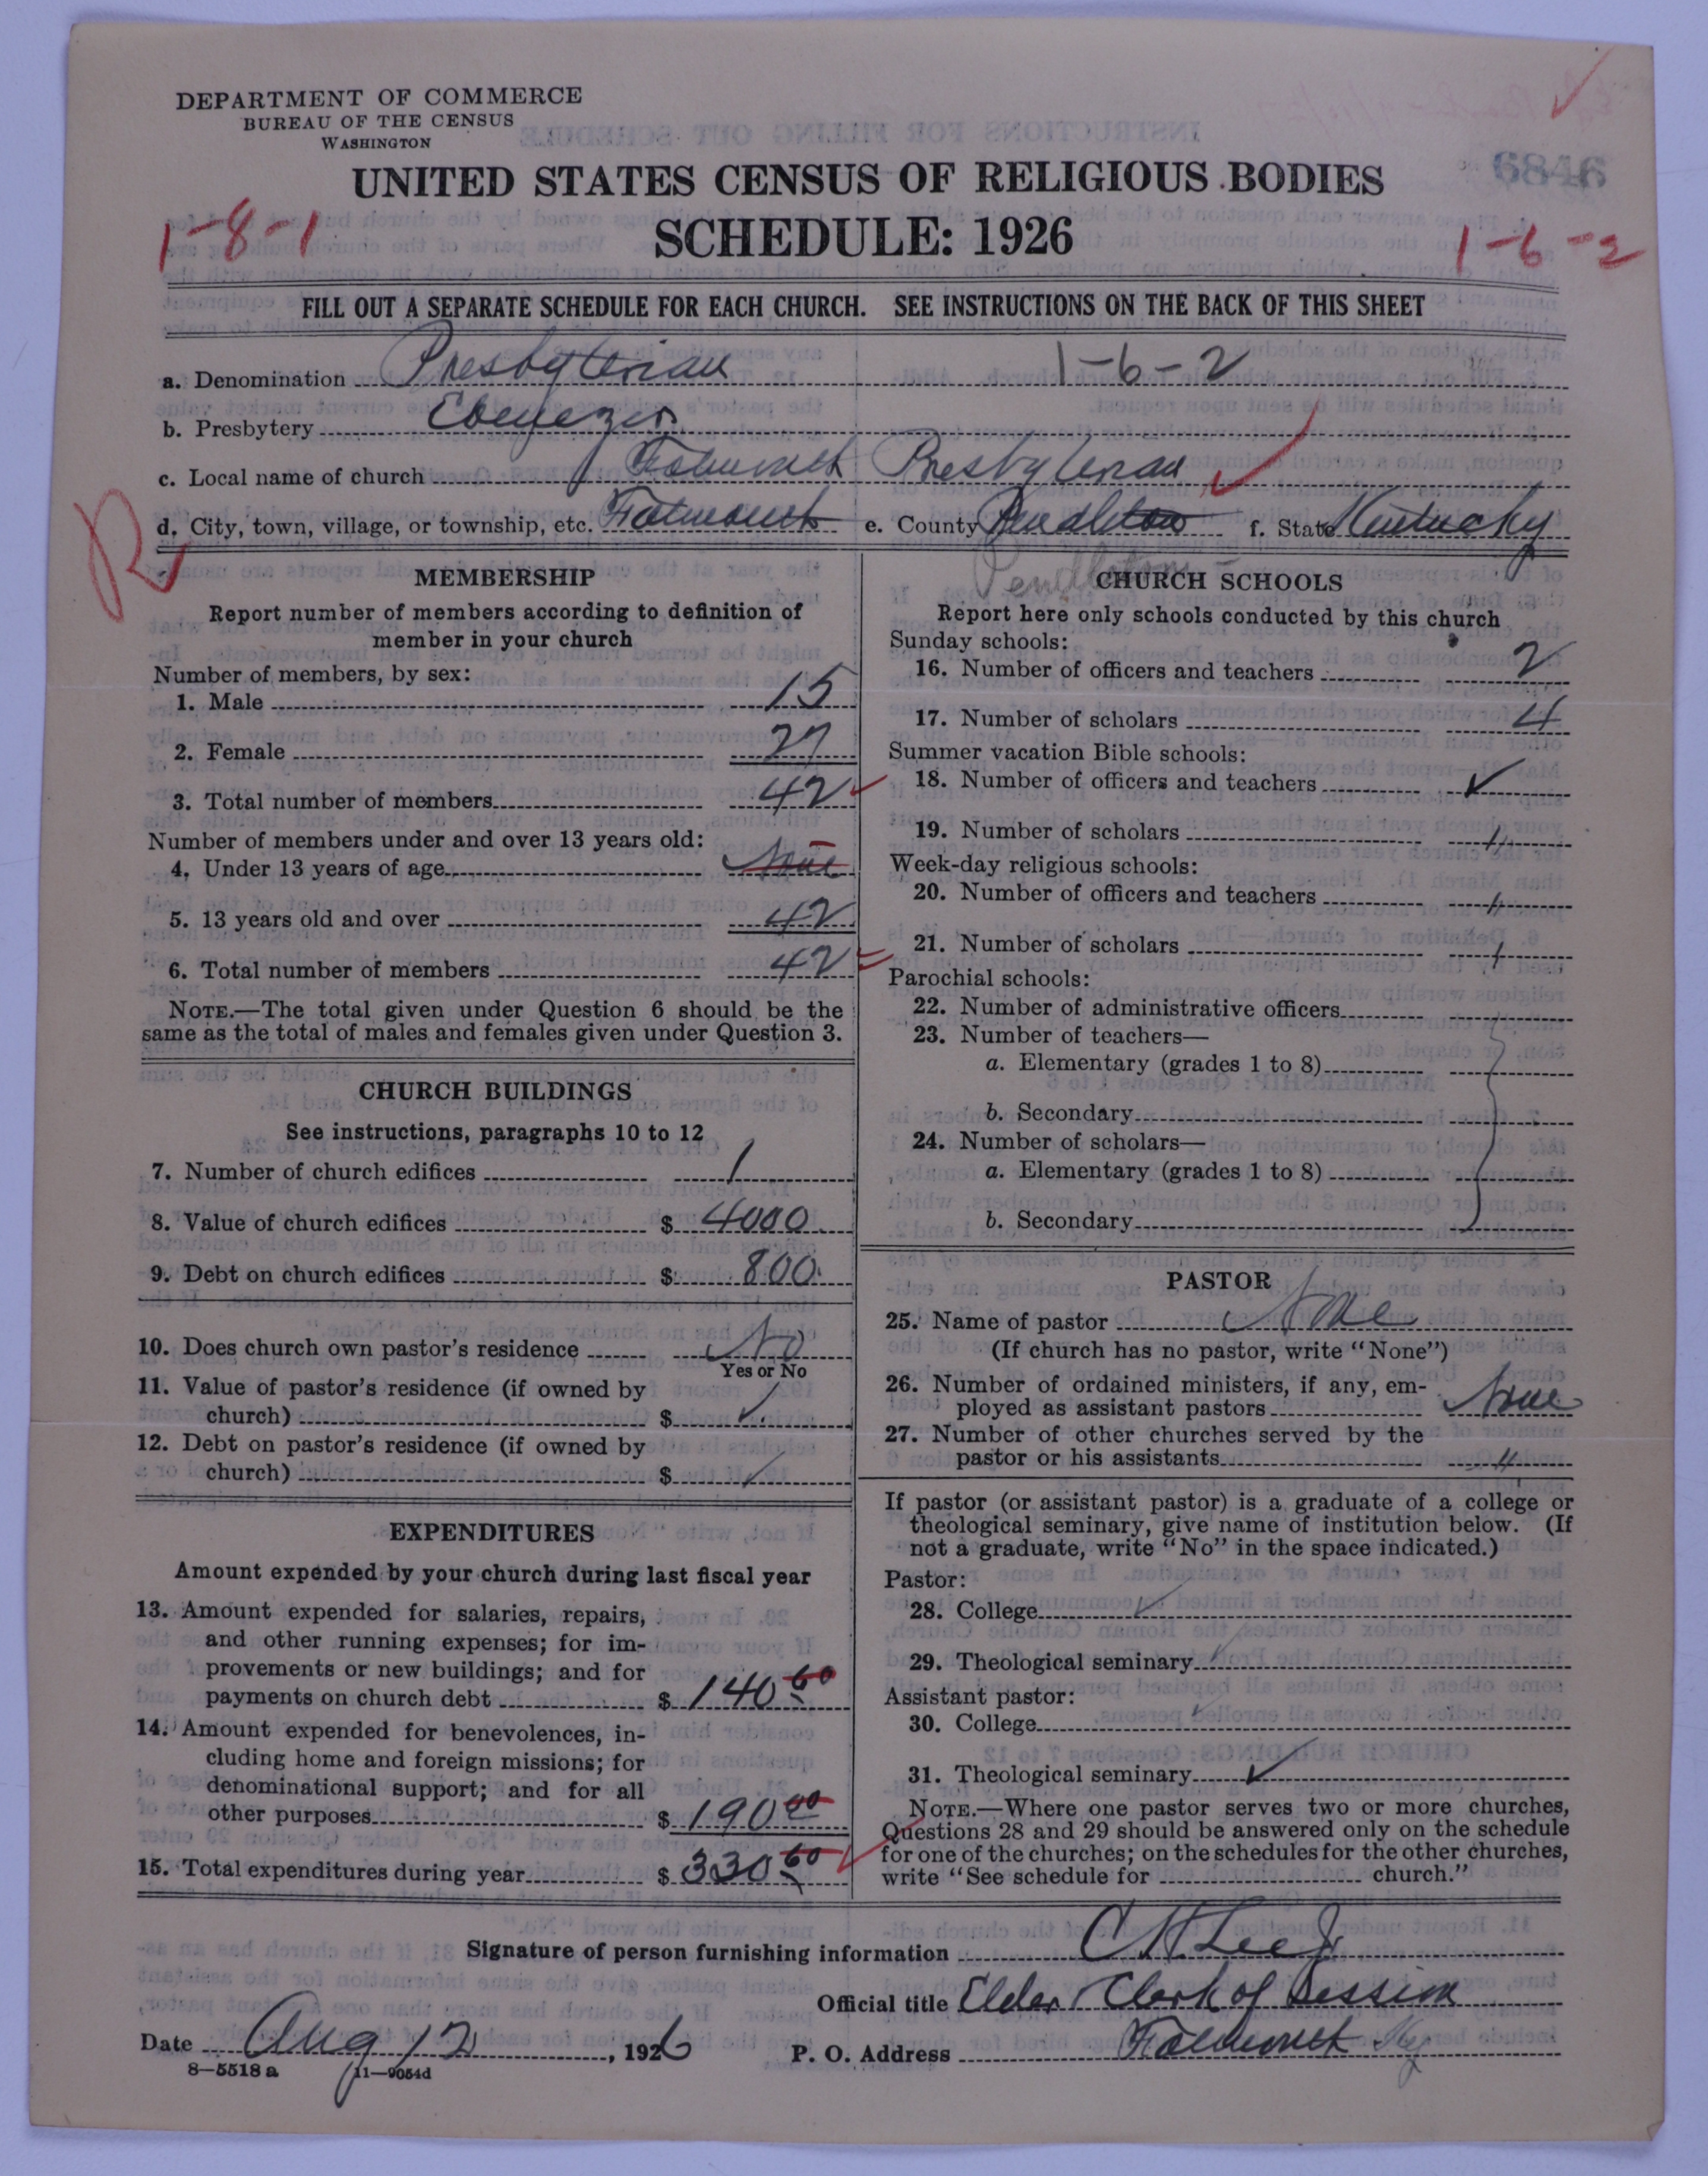 DEPARTMENT OF COMMERCE
BUREAU OF THE CENSUS
WASHINGTON
6846
UNITED STATES CENSUS OF RELIGIOUS BODIES
SCHEDULE: 1926
1-8-1
1-6-2
FILL OUT A SEPARATE SCHEDULE FOR EACH CHURCH. SEE INSTRUCTIONS ON THE BACK OF THIS SHEET
a. Denomination Presbyterian 1-6-2
b. Presbytery Ebenezer
c. Local name of church Falmouth Presbyterian
d. City, town, village, or township, etc. Falmouth e. County Pendleton f. State Kentucky
R
Pendleton
MEMBERSHIP
Report number of members according to definition of
member in your church
Number of members, by sex:
1. Male 15
2. Female 27
3. Total number of members 42
Number of members under and over 13 years old:
4. Under 13 years of age None
5. 13 years old and over 42
6. Total number of members 42
NOTE.—The total given under Question 6 should be the
same as the total of males and females given under Question 3.
CHURCH BUILDINGS
See instructions, paragraphs 10 to 12
7. Number of church edifices 1
8. Value of church edifices $ 4000
9. Debt on church edifices $ 800
10. Does church own pastor's residence No
Yes or No
11. Value of pastor's residence (if owned by
church) $ ✓
12. Debt on pastor's residence (if owned by
church) $ ✓
EXPENDITURES
Amount expended by your church during last fiscal year
13. Amount expended for salaries, repairs,
and other running expenses; for im-
provements or new buildings; and for
payments on church debt $ 140 60
14. Amount expended for benevolences, in-
cluding home and foreign missions; for
denominational support; and for all
other purposes $ 190 00
15. Total expenditures during year $ 330 60
CHURCH SCHOOLS
Report here only schools conducted by this church
Sunday schools:
16. Number of officers and teachers 2
17. Number of scholars 4
Summer vacation Bible schools:
18. Number of officers and teachers ✓
19. Number of scholars "
Week-day religious schools:
20. Number of officers and teachers "
21. Number of scholars "
Parochial schools:
22. Number of administrative officers
23. Number of teachers—
a. Elementary (grades 1 to 8)
b. Secondary
24. Number of scholars—
a. Elementary (grades 1 to 8)
b. Secondary
PASTOR
25. Name of pastor None
(If church has no pastor, write "None")
26. Number of ordained ministers, if any, em-
ployed as assistant pastors None
27. Number of other churches served by the
pastor or his assistants "
If pastor (or assistant pastor) is a graduate of a college or
theological seminary, give name of institution below. (If
not a graduate, write "No" in the space indicated.)
Pastor:
28. College ✓
29. Theological seminary ✓
Assistant pastor:
30. College ✓
31. Theological seminary ✓
NOTE.—Where one pastor serves two or more churches,
Questions 28 and 29 should be answered only on the schedule
for one of the churches; on the schedules for the other churches,
write "See schedule for church."
Signature of person furnishing information C H Lee Jr
Official title Elder Clerk of Session
Date Aug 12, 1926 P. O. Address Falmouth Ky
8—5518 a 11—9054d